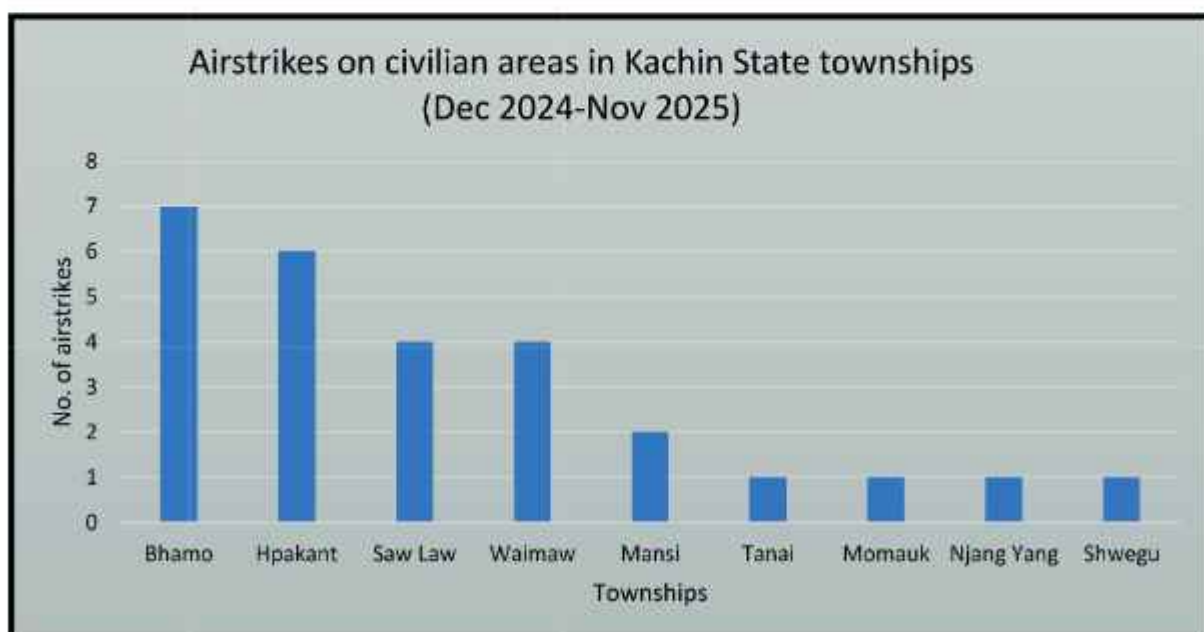 Airstrikes on civilian areas in Kachin State townships
(Dec 2024-Nov 2025)
8
7
6
5
4
3
2
1
0
No. of airstrikes
Bhamo Hpakant Saw Law Waimaw Mansi Tanai Momauk Njang Yang Shwegu
Townships